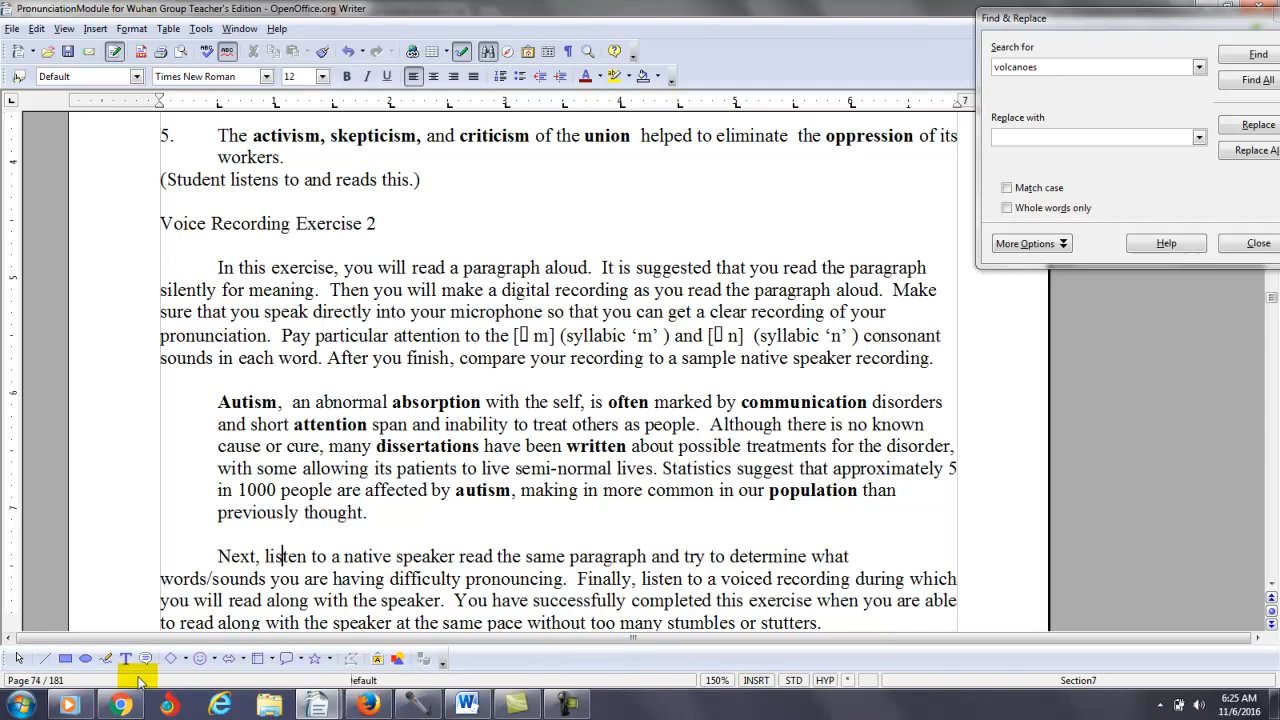 PronunciationModule for Wuhan Group Teacher's Edition - OpenOffice.org Writer
File Edit View Insert Format Table Tools Window Help
Default Times New Roman 12
1 2 3 4 5 6 7
5. The activism, skepticism, and criticism of the union helped to eliminate the oppression of its
workers.
(Student listens to and reads this.)
Voice Recording Exercise 2
In this exercise, you will read a paragraph aloud. It is suggested that you read the paragraph
silently for meaning. Then you will make a digital recording as you read the paragraph aloud. Make
sure that you speak directly into your microphone so that you can get a clear recording of your
pronunciation. Pay particular attention to the [▯ m] (syllabic ‘m’ ) and [▯ n] (syllabic ‘n’ ) consonant
sounds in each word. After you finish, compare your recording to a sample native speaker recording.
Autism, an abnormal absorption with the self, is often marked by communication disorders
and short attention span and inability to treat others as people. Although there is no known
cause or cure, many dissertations have been written about possible treatments for the disorder,
with some allowing its patients to live semi-normal lives. Statistics suggest that approximately 5
in 1000 people are affected by autism, making in more common in our population than
previously thought.
Next, listen to a native speaker read the same paragraph and try to determine what
words/sounds you are having difficulty pronouncing. Finally, listen to a voiced recording during which
you will read along with the speaker. You have successfully completed this exercise when you are able
to read along with the speaker at the same pace without too many stumbles or stutters.
4
5
6
7
Find & Replace
Search for
volcanoes
Find
Find All
Replace with
Replace
Replace Al
Match case
Whole words only
More Options Help Close
Page 74 / 181 efault 150% INSRT STD HYP * Section7
6:25 AM
11/6/2016